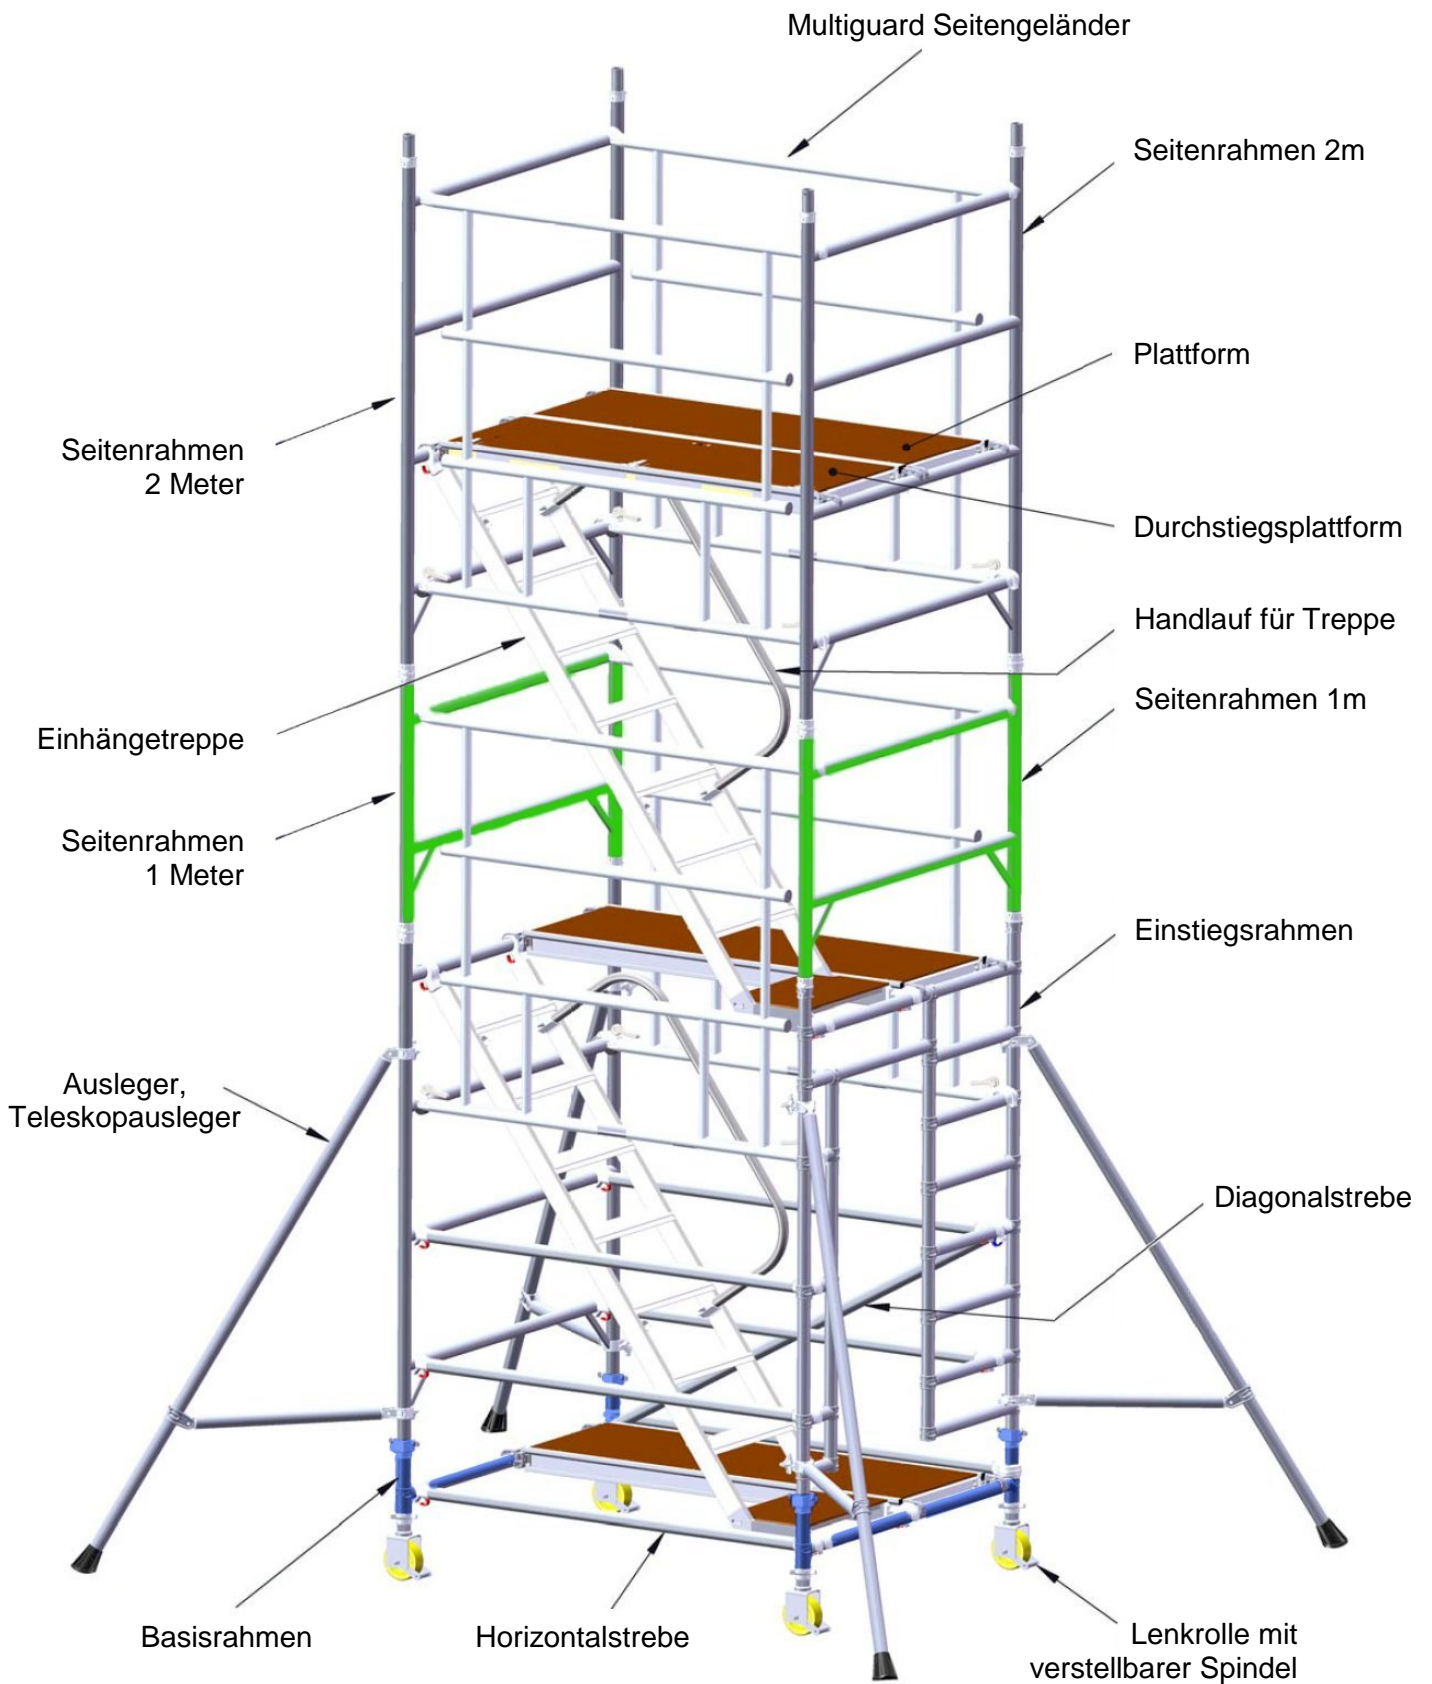 Multiguard Seitengeländer
Seitenrahmen 2m
Plattform
Seitenrahmen
2 Meter
Durchstiegsplattform
Handlauf für Treppe
Seitenrahmen 1m
Einhängetreppe
Seitenrahmen
1 Meter
Einstiegsrahmen
Ausleger,
Teleskopausleger
Diagonalstrebe
Basisrahmen
Horizontalstrebe
Lenkrolle mit
verstellbarer Spindel